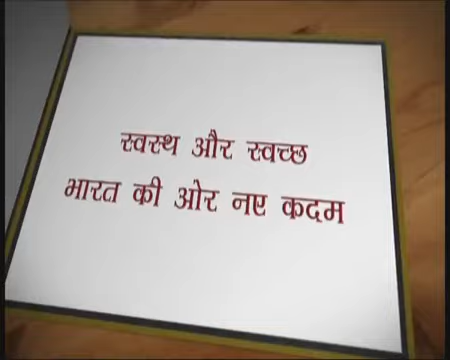 स्वस्थ और स्वच्छ
भारत की ओर नए कदम